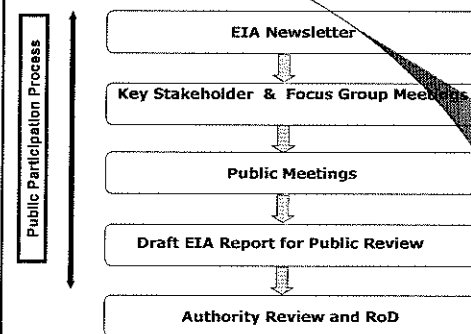 Public Participation Process
EIA Newsletter
Key Stakeholder & Focus Group Meetings
Public Meetings
Draft EIA Report for Public Review
Authority Review and RoD